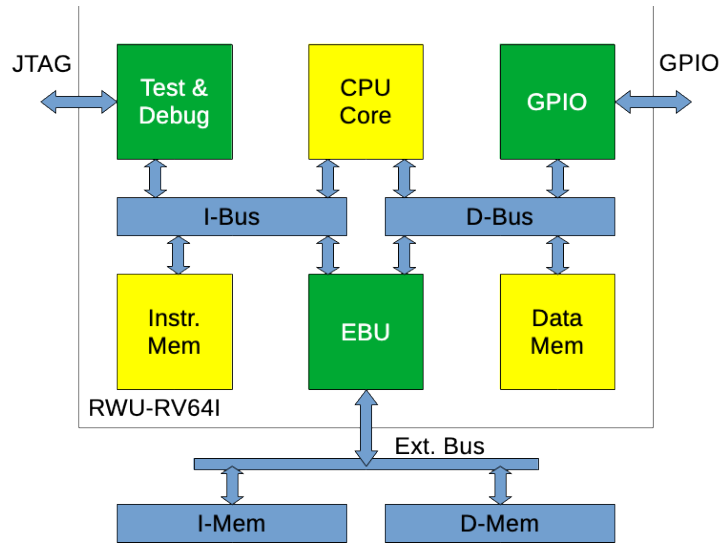 JTAG
Test &
Debug
CPU
Core
GPIO
GPIO
I-Bus
D-Bus
Instr.
Mem
EBU
Data
Mem
RWU-RV64I
Ext. Bus
I-Mem
D-Mem